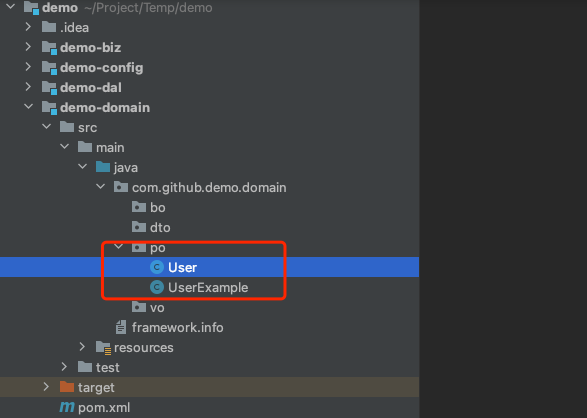 demo ~/Project/Temp/demo
.idea
demo-biz
demo-config
demo-dal
demo-domain
src
main
java
com.github.demo.domain
bo
dto
po
C User
C UserExample
vo
framework.info
resources
test
target
m pom.xml